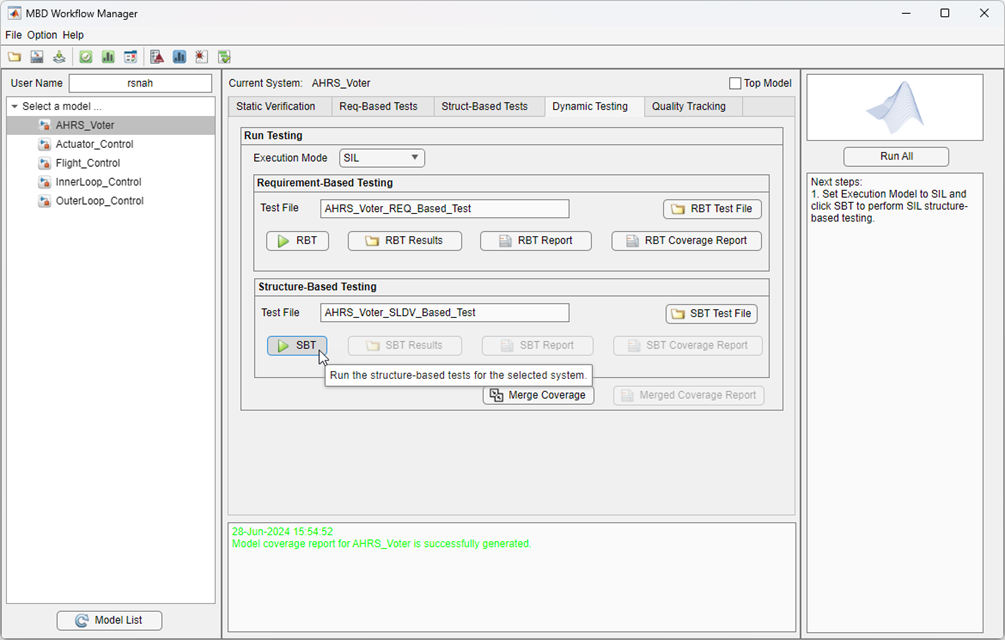 MBD Workflow Manager
File Option Help
User Name rsnah
Select a model ...
AHRS_Voter
Actuator_Control
Flight_Control
InnerLoop_Control
OuterLoop_Control
Model List
Current System: AHRS_Voter
Top Model
Static Verification Req-Based Tests Struct-Based Tests Dynamic Testing Quality Tracking
Run Testing
Execution Mode SIL
Requirement-Based Testing
Test File AHRS_Voter_REQ_Based_Test RBT Test File
RBT RBT Results RBT Report RBT Coverage Report
Structure-Based Testing
Test File AHRS_Voter_SLDV_Based_Test SBT Test File
SBT SBT Results SBT Report SBT Coverage Report
Run the structure-based tests for the selected system.
Merge Coverage Merged Coverage Report
28-Jun-2024 15:54:52
Model coverage report for AHRS_Voter is successfully generated.
Run All
Next steps:
1. Set Execution Model to SIL and
click SBT to perform SIL structure-
based testing.